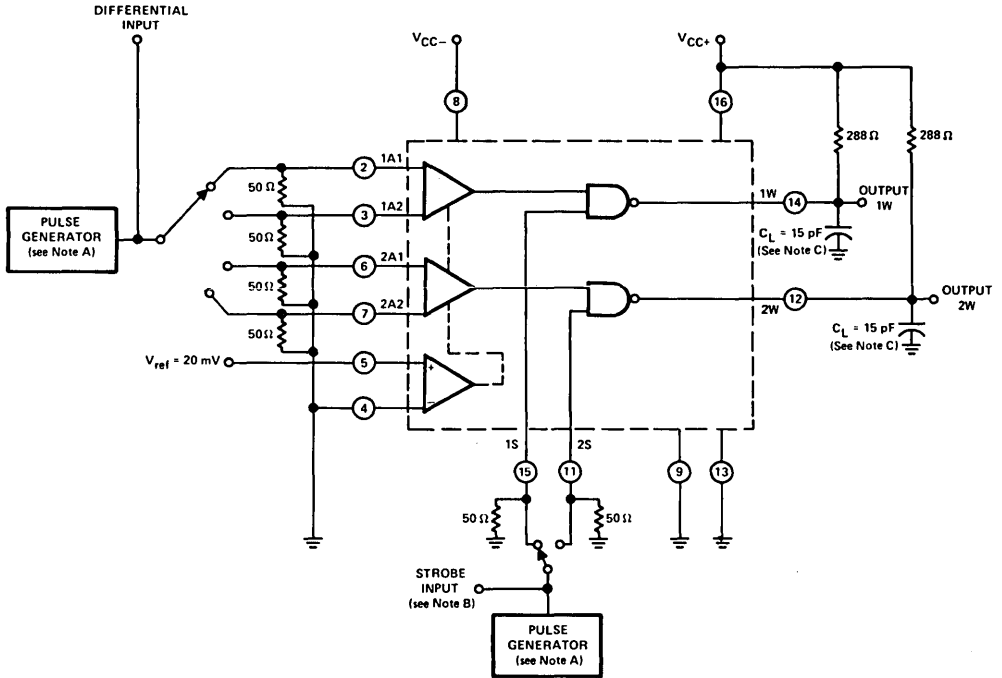 DIFFERENTIAL
INPUT
VCC−
VCC+
8
16
288 Ω
288 Ω
2
1A1
50 Ω
3
1A2
50Ω
6
2A1
50Ω
7
2A2
50Ω
PULSE
GENERATOR
(see Note A)
1W
14
OUTPUT
1W
CL = 15 pF
(See Note C)
12
2W
OUTPUT
2W
CL = 15 pF
(See Note C)
Vref = 20 mV
5
+
4
−
1S
2S
15
11
9
13
50 Ω
50 Ω
STROBE
INPUT
(see Note B)
PULSE
GENERATOR
(see Note A)